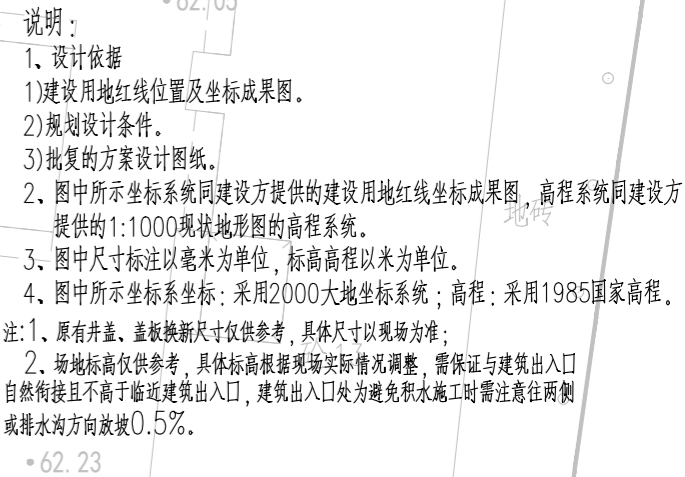 62.05
说明：
1、设计依据
1)建设用地红线位置及坐标成果图。
2)规划设计条件。
3)批复的方案设计图纸。
2、图中所示坐标系统同建设方提供的建设用地红线坐标成果图，高程系统同建设方
提供的1:1000现状地形图的高程系统。
地砖
3、图中尺寸标注以毫米为单位，标高高程以米为单位。
4、图中所示坐标系坐标：采用2000大地坐标系统；高程：采用1985国家高程。
注:1、原有井盖、盖板换新尺寸仅供参考，具体尺寸以现场为准；
2、场地标高仅供参考，具体标高根据现场实际情况调整，需保证与建筑出入口
自然衔接且不高于临近建筑出入口，建筑出入口处为避免积水施工时需注意往两侧
或排水沟方向放坡0.5%。
62.23